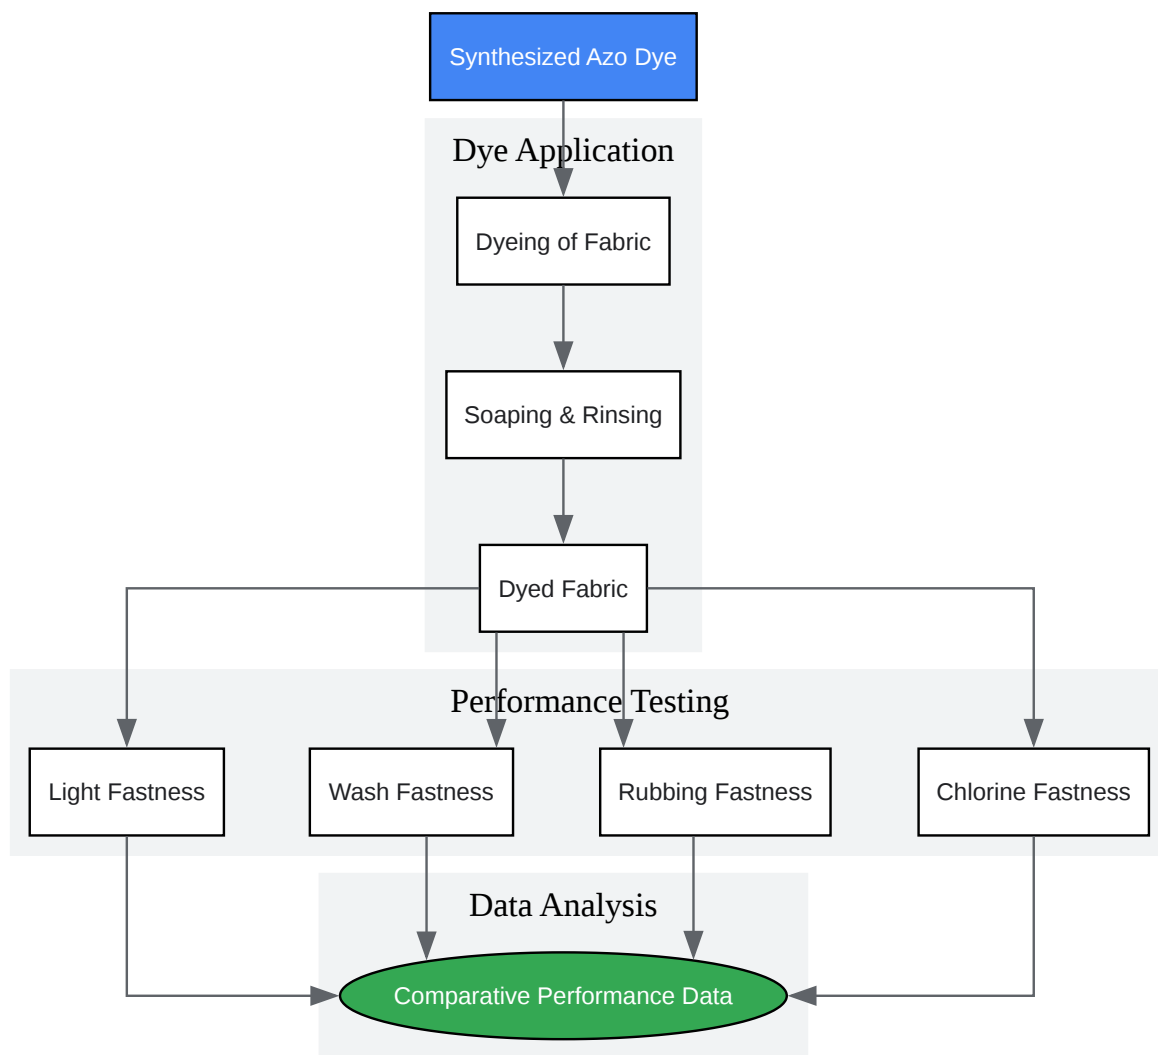 Synthesized Azo Dye
Dye Application
Dyeing of Fabric
Soaping & Rinsing
Dyed Fabric
Performance Testing
Light Fastness
Wash Fastness
Rubbing Fastness
Chlorine Fastness
Data Analysis
Comparative Performance Data